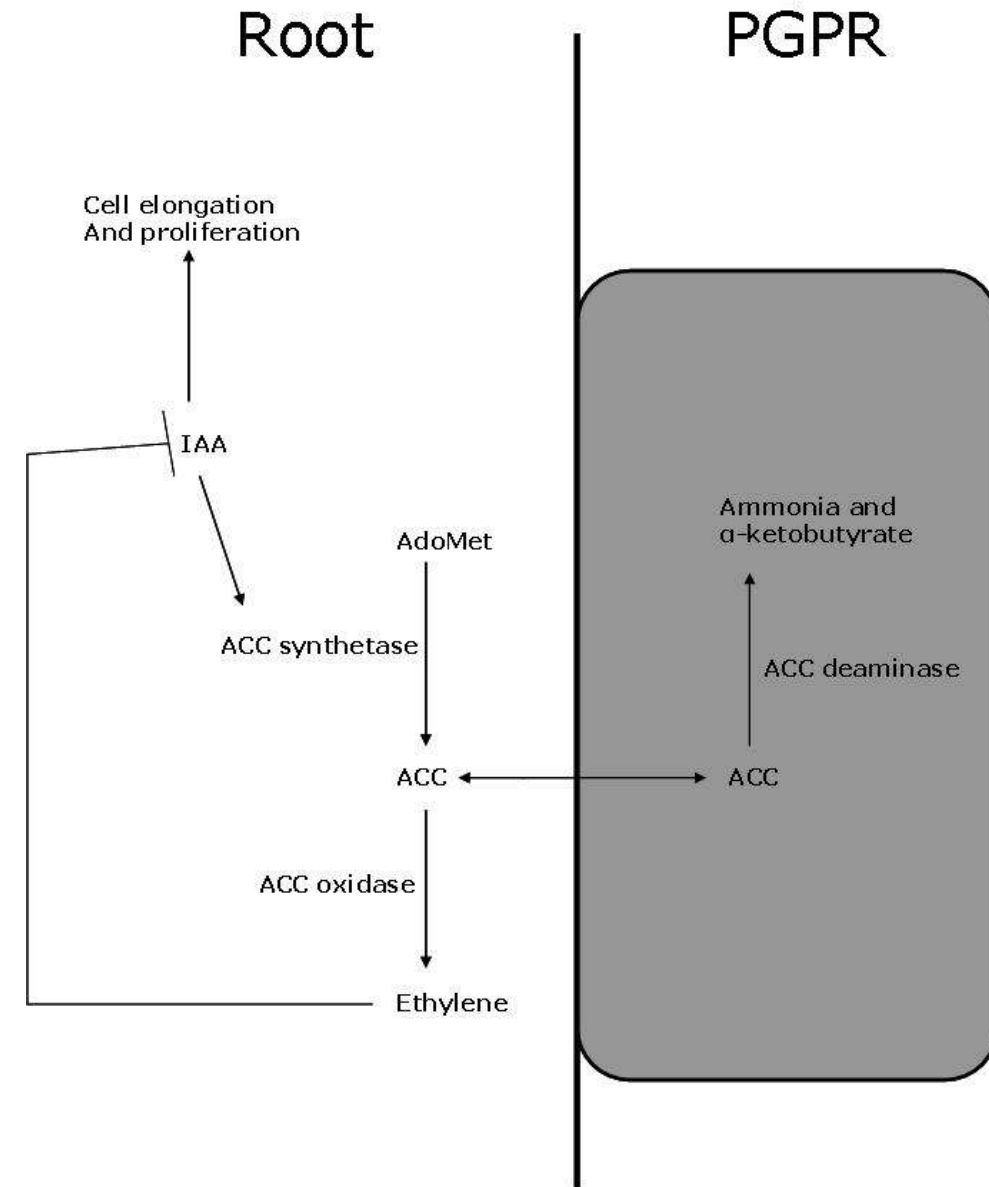 Root
PGPR
Cell elongation
And proliferation
IAA
AdoMet
Ammonia and
α-ketobutyrate
ACC synthetase
ACC deaminase
ACC
ACC
ACC oxidase
Ethylene